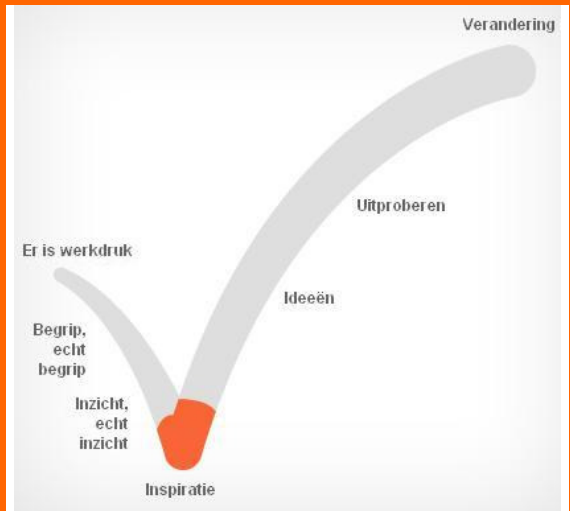 Verandering
Uitproberen
Er is werkdruk
Ideeën
Begrip,
echt
begrip
Inzicht,
echt
inzicht
Inspiratie